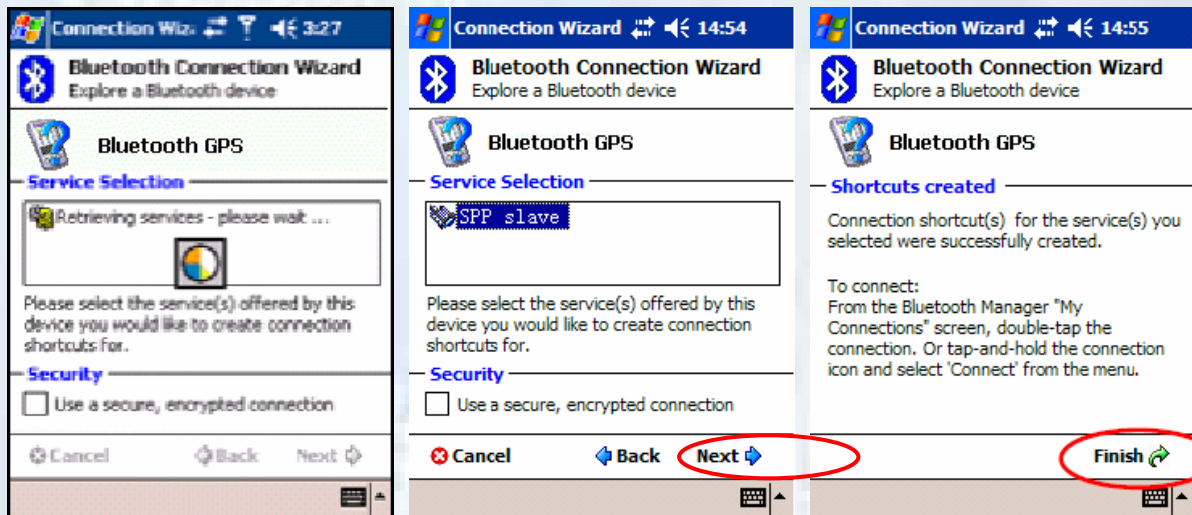 Connection Wiz. 3:27
Bluetooth Connection Wizard
Explore a Bluetooth device
Bluetooth GPS
Service Selection
Retrieving services - please wait ...
Please select the service(s) offered by this
device you would like to create connection
shortcuts for.
Security
Use a secure, encrypted connection
Cancel Back Next
Connection Wizard 14:54
Bluetooth Connection Wizard
Explore a Bluetooth device
Bluetooth GPS
Service Selection
SPP slave
Please select the service(s) offered by this
device you would like to create connection
shortcuts for.
Security
Use a secure, encrypted connection
Cancel Back Next
Connection Wizard 14:55
Bluetooth Connection Wizard
Explore a Bluetooth device
Bluetooth GPS
Shortcuts created
Connection shortcut(s) for the service(s) you
selected were successfully created.
To connect:
From the Bluetooth Manager "My
Connections" screen, double-tap the
connection. Or tap-and-hold the connection
icon and select 'Connect' from the menu.
Finish